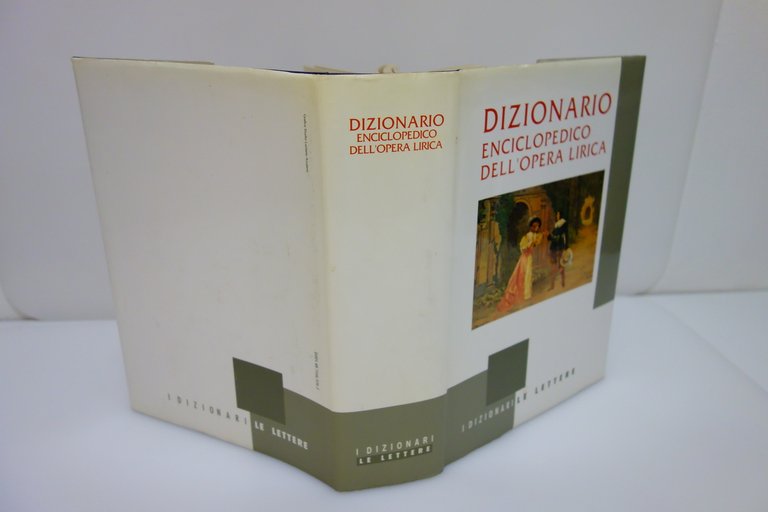 I DIZIONARI LE LETTERE
DIZIONARIO
ENCICLOPEDICO
DELL'OPERA LIRICA
I DIZIONARI
LE LETTERE
DIZIONARIO
ENCICLOPEDICO
DELL'OPERA LIRICA
I DIZIONARI LE LETTERE